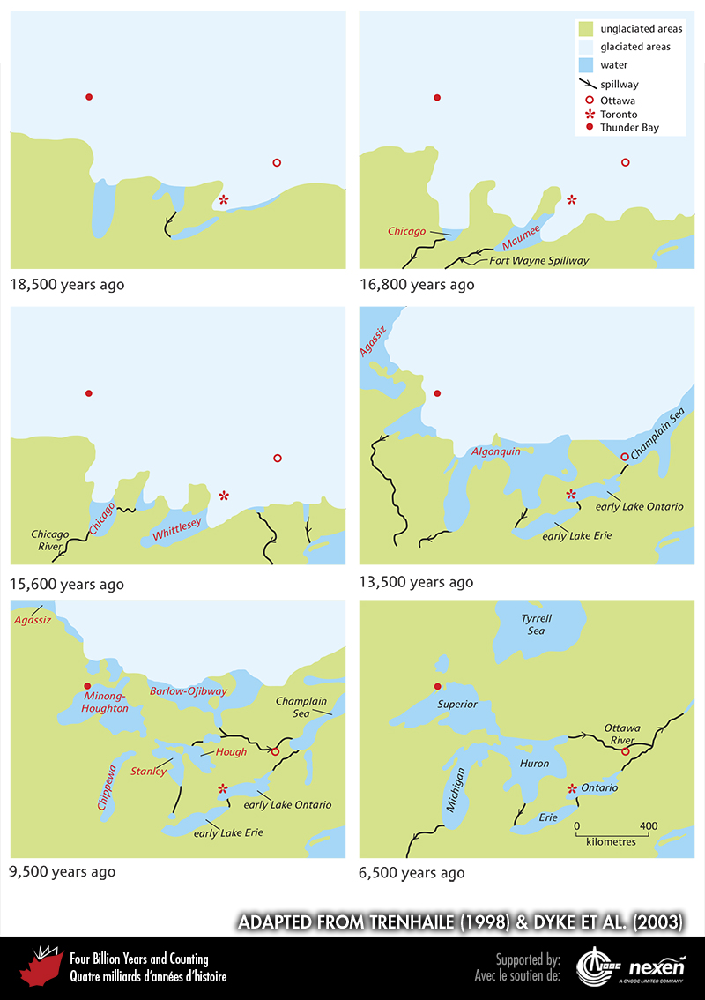 unglaciated areas
glaciated areas
water
spillway
Ottawa
Toronto
Thunder Bay
18,500 years ago
Chicago
Maumee
Fort Wayne Spillway
16,800 years ago
Chicago
River
Chicago
Whittlesey
15,600 years ago
Agassiz
Algonquin
Champlain Sea
early Lake Ontario
early Lake Erie
13,500 years ago
Agassiz
Minong-
Houghton
Barlow-Ojibway
Champlain
Sea
Hough
Stanley
Chippewa
early Lake Ontario
early Lake Erie
9,500 years ago
Tyrrell
Sea
Superior
Ottawa
River
Huron
Michigan
Ontario
Erie
0 400
kilometres
6,500 years ago
ADAPTED FROM TRENHAILE (1998) & DYKE ET AL. (2003)
Four Billion Years and Counting
Quatre milliards d'années d'histoire
Supported by:
Avec le soutien de:
CNOOC
nexen
A CNOOC LIMITED COMPANY